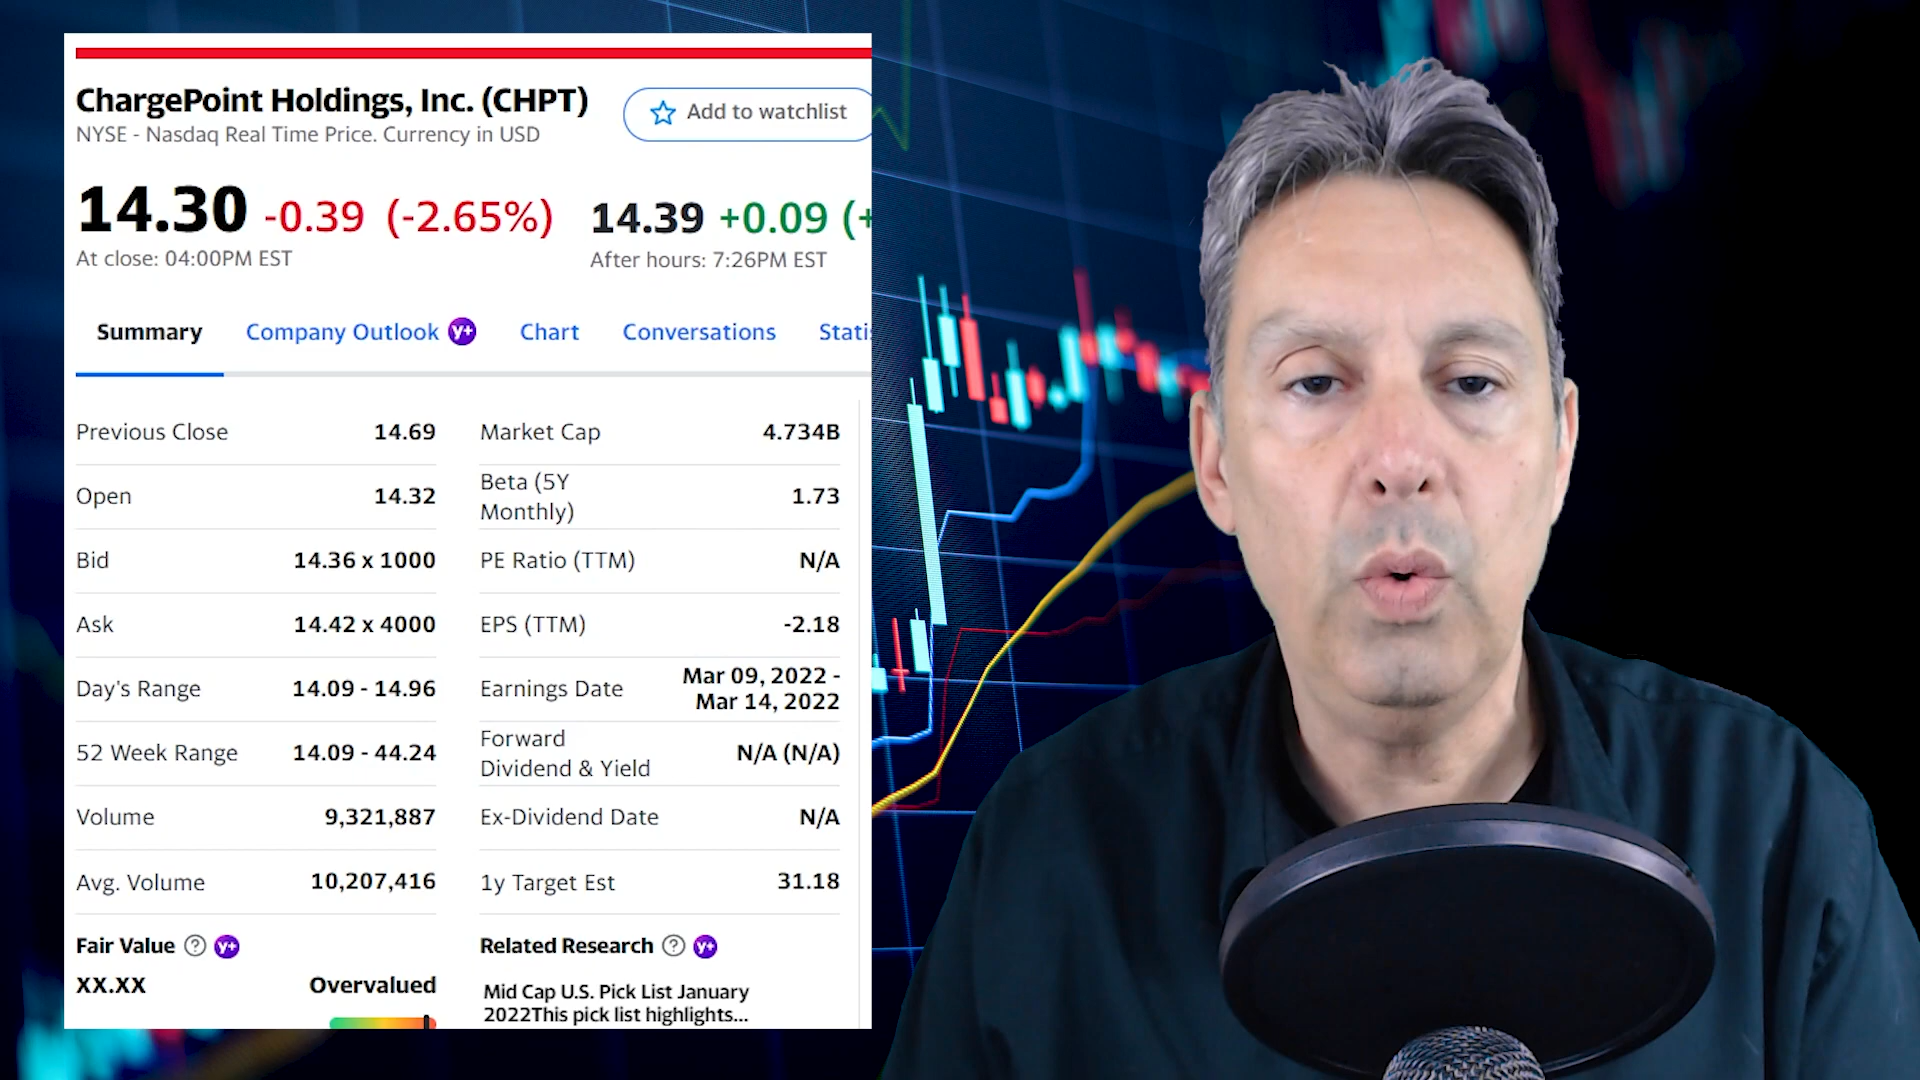 ChargePoint Holdings, Inc. (CHPT)
Add to watchlist
NYSE - Nasdaq Real Time Price. Currency in USD
14.30 -0.39 (-2.65%) 14.39 +0.09 (+
At close: 04:00PM EST
After hours: 7:26PM EST
Summary Company Outlook y+ Chart Conversations Stati
Previous Close 14.69
Open 14.32
Bid 14.36 x 1000
Ask 14.42 x 4000
Day's Range 14.09 - 14.96
52 Week Range 14.09 - 44.24
Volume 9,321,887
Avg. Volume 10,207,416
Market Cap 4.734B
Beta (5Y
Monthly) 1.73
PE Ratio (TTM) N/A
EPS (TTM) -2.18
Earnings Date Mar 09, 2022 -
Mar 14, 2022
Forward
Dividend & Yield N/A (N/A)
Ex-Dividend Date N/A
1y Target Est 31.18
Fair Value ? y+
XX.XX Overvalued
Related Research ? y+
Mid Cap U.S. Pick List January
2022This pick list highlights...